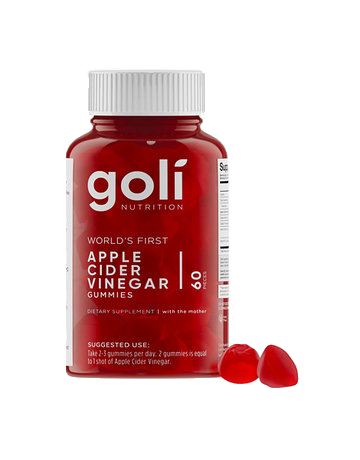 goli
NUTRITION
WORLD'S FIRST
APPLE
CIDER
VINEGAR
GUMMIES
60
PIECES
DIETARY SUPPLEMENT | with the mother
SUGGESTED USE:
Take 2-3 gummies per day. 2 gummies is equal
to 1 shot of Apple Cider Vinegar.